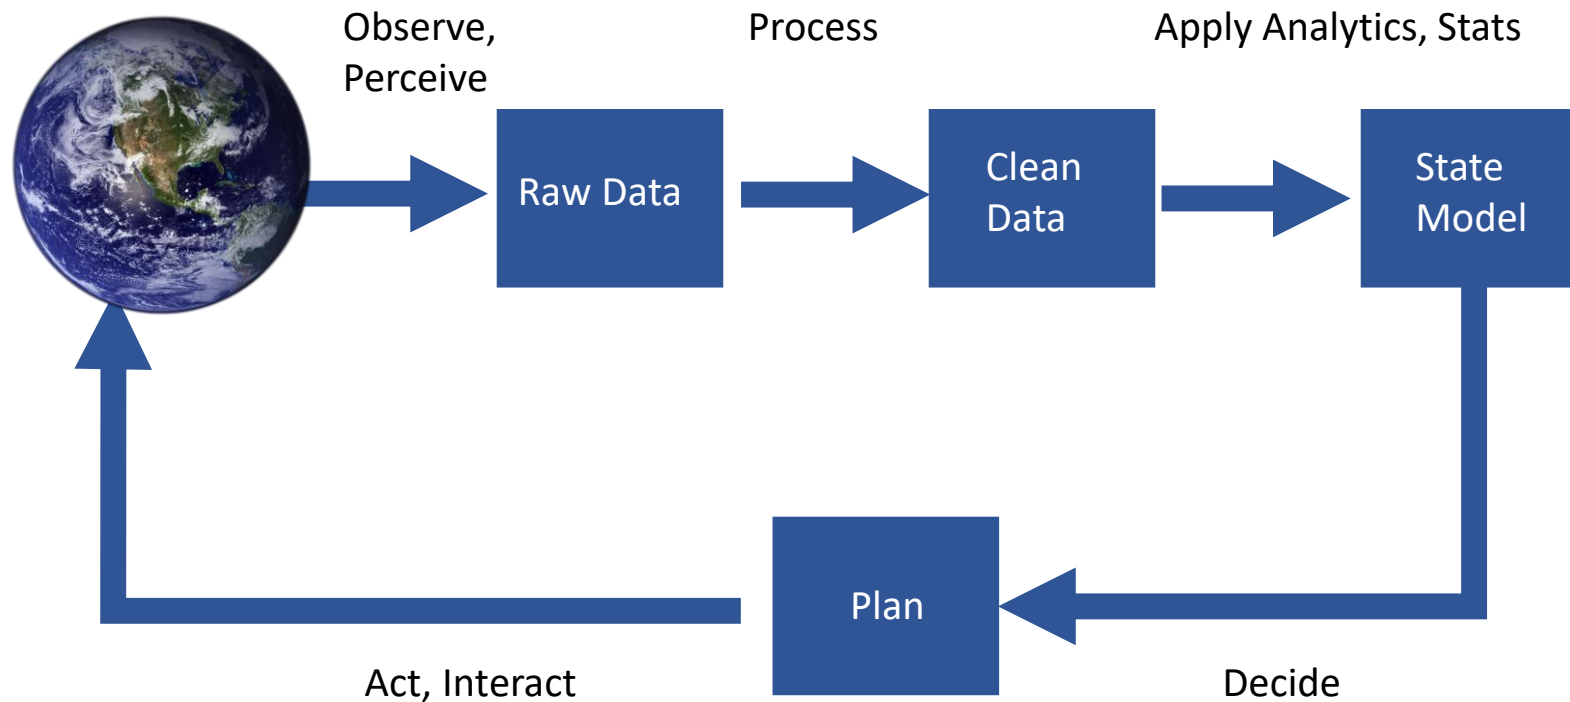 Observe,
Perceive
Process
Apply Analytics, Stats
Raw Data
Clean
Data
State
Model
Plan
Act, Interact
Decide